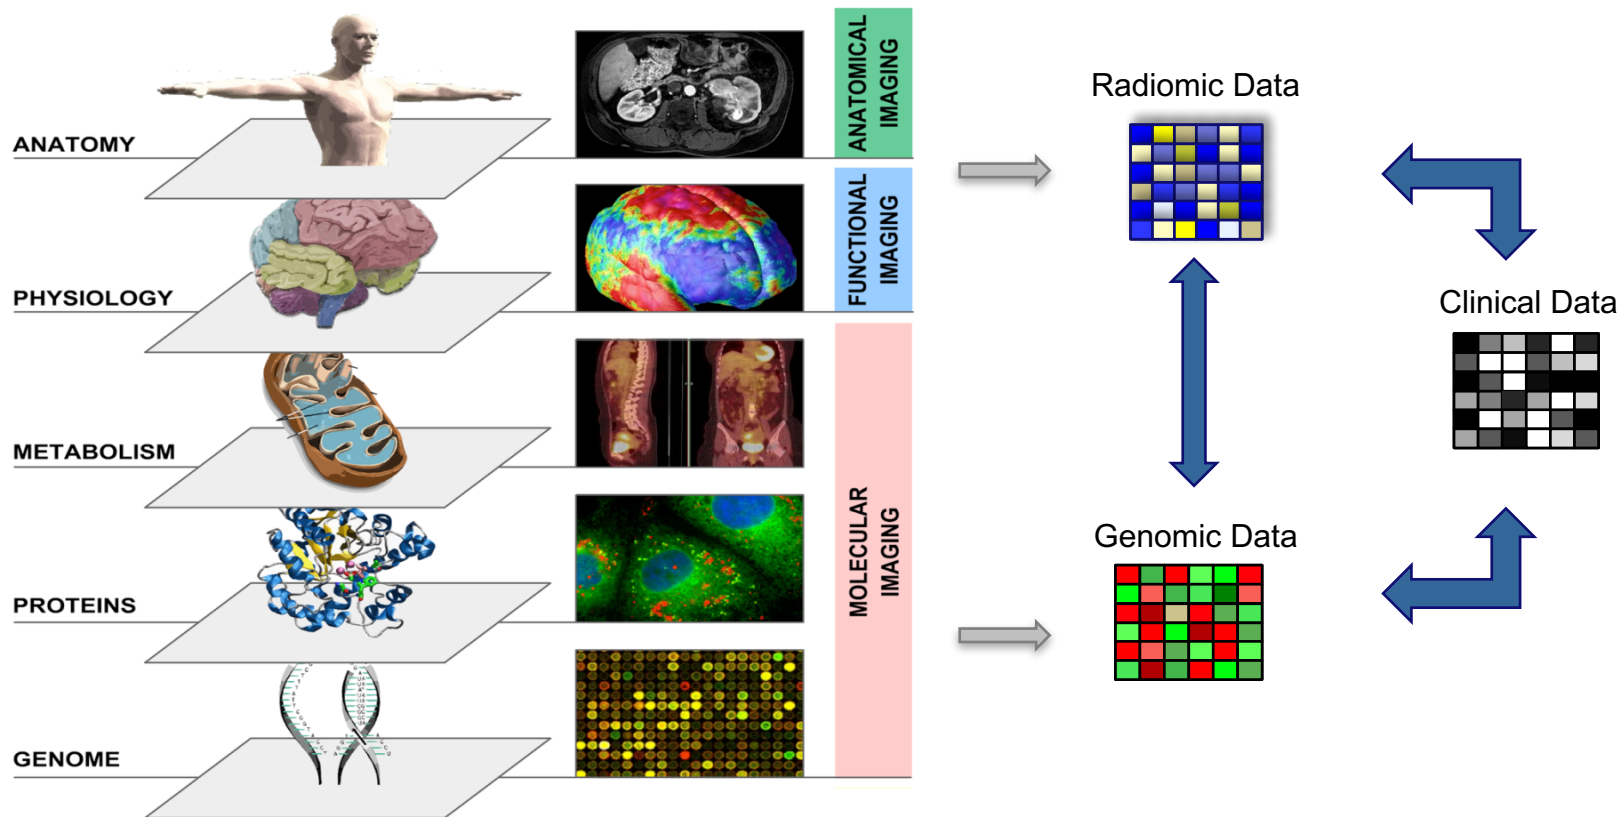 ANATOMY
PHYSIOLOGY
METABOLISM
PROTEINS
GENOME
ANATOMICAL
IMAGING
FUNCTIONAL
IMAGING
MOLECULAR
IMAGING
Radiomic Data
Clinical Data
Genomic Data